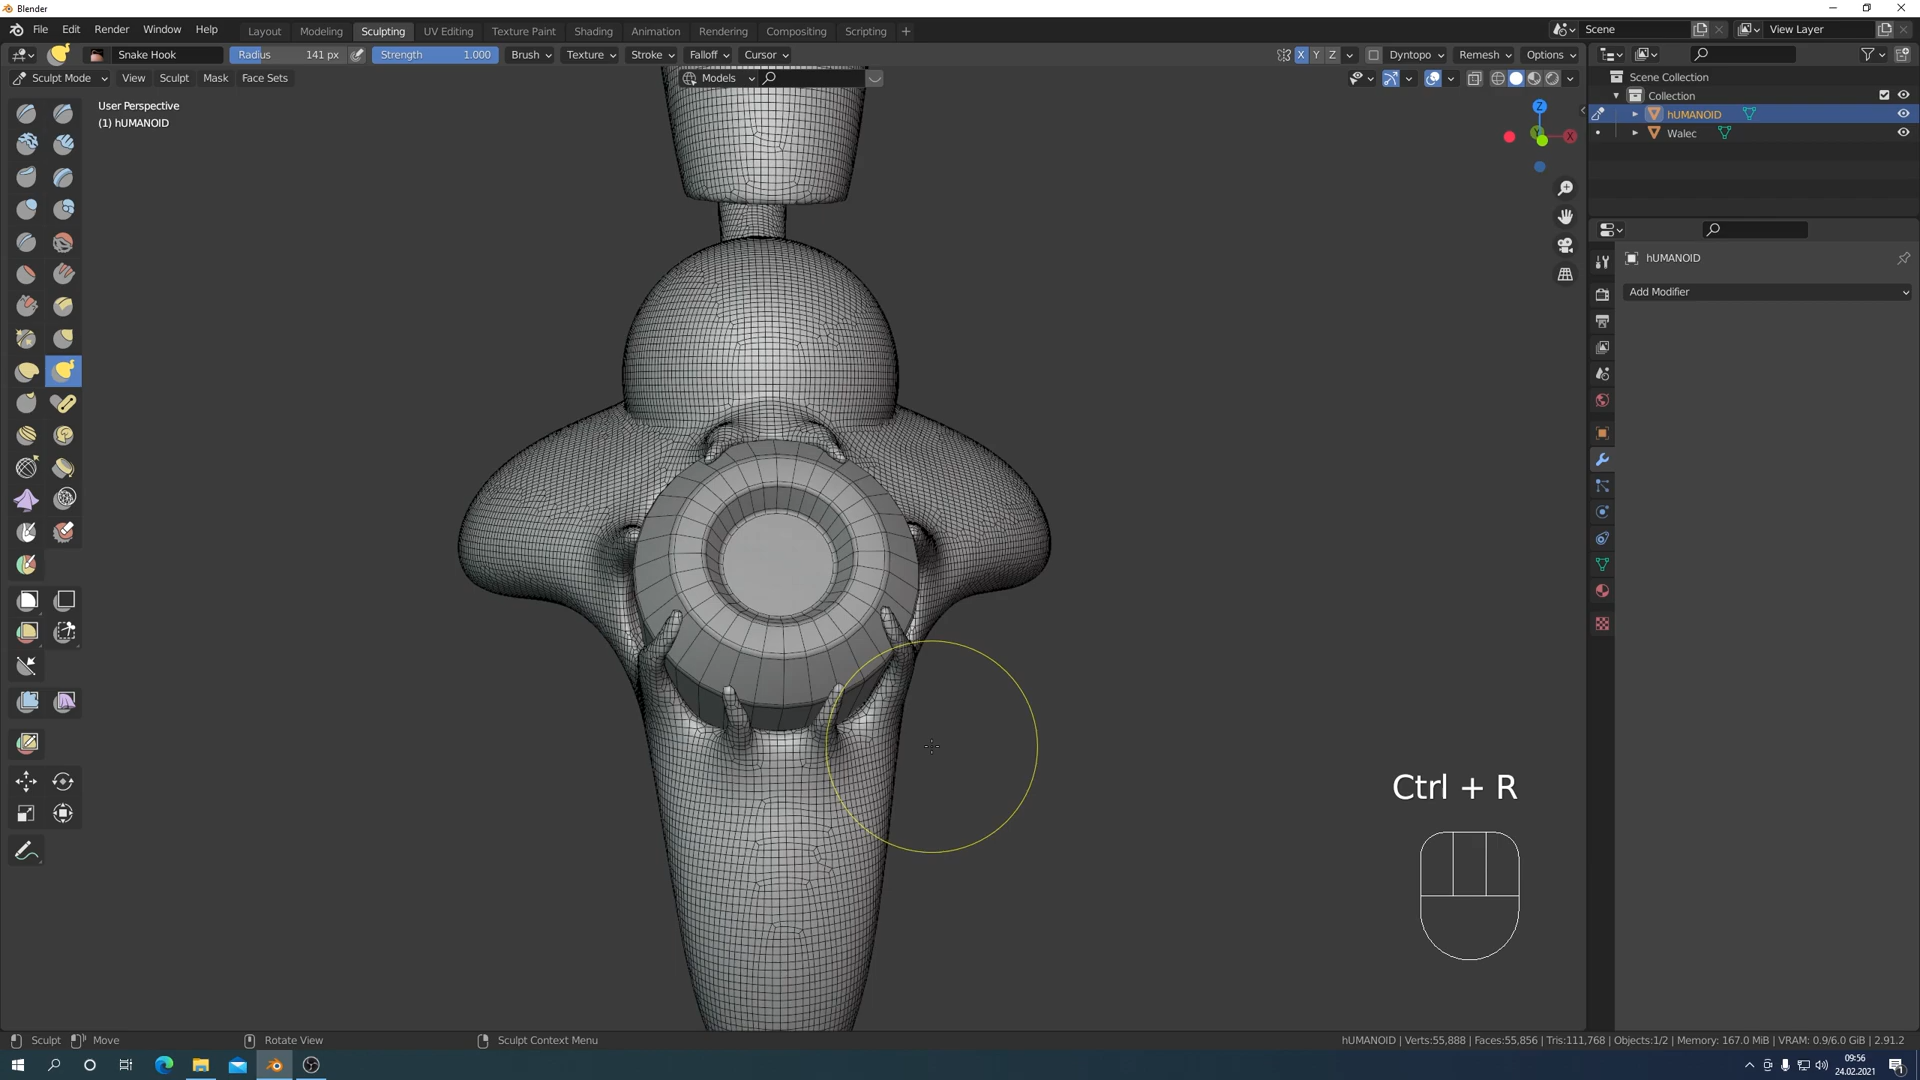 Blender
File Edit Render Window Help
Layout Modeling Sculpting UV Editing Texture Paint Shading Animation Rendering Compositing Scripting +
Scene
View Layer
Snake Hook Radius 141 px Strength 1.000 Brush Texture Stroke Falloff Cursor
X Y Z Dyntopo Remesh Options
Sculpt Mode View Sculpt Mask Face Sets
Models
User Perspective
(1) hUMANOID
Scene Collection
Collection
hUMANOID
Walec
Z
X
Y
hUMANOID
Add Modifier
Ctrl + R
Sculpt Move Rotate View Sculpt Context Menu
hUMANOID | Verts:55,888 | Faces:55,856 | Tris:111,768 | Objects:1/2 | Memory: 167.0 MiB | VRAM: 0.9/6.0 GiB | 2.91.2
09:56
24.02.2021
1